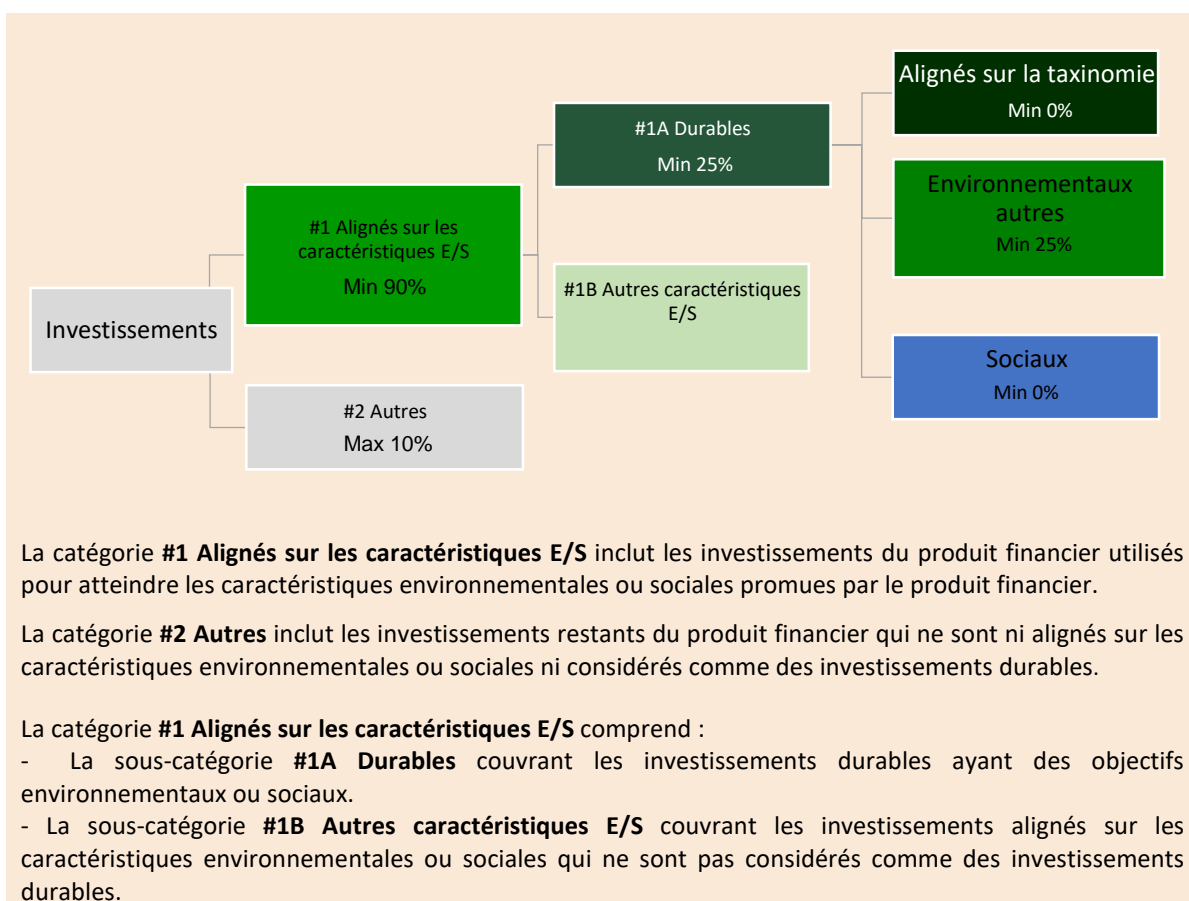 Investissements
#1 Alignés sur les
caractéristiques E/S
Min 90%
#2 Autres
Max 10%
#1A Durables
Min 25%
#1B Autres caractéristiques
E/S
Alignés sur la taxinomie
Min 0%
Environnementaux
autres
Min 25%
Sociaux
Min 0%
La catégorie #1 Alignés sur les caractéristiques E/S inclut les investissements du produit financier utilisés
pour atteindre les caractéristiques environnementales ou sociales promues par le produit financier.
La catégorie #2 Autres inclut les investissements restants du produit financier qui ne sont ni alignés sur les
caractéristiques environnementales ou sociales ni considérés comme des investissements durables.
La catégorie #1 Alignés sur les caractéristiques E/S comprend :
- La sous-catégorie #1A Durables couvrant les investissements durables ayant des objectifs
environnementaux ou sociaux.
- La sous-catégorie #1B Autres caractéristiques E/S couvrant les investissements alignés sur les
caractéristiques environnementales ou sociales qui ne sont pas considérés comme des investissements
durables.